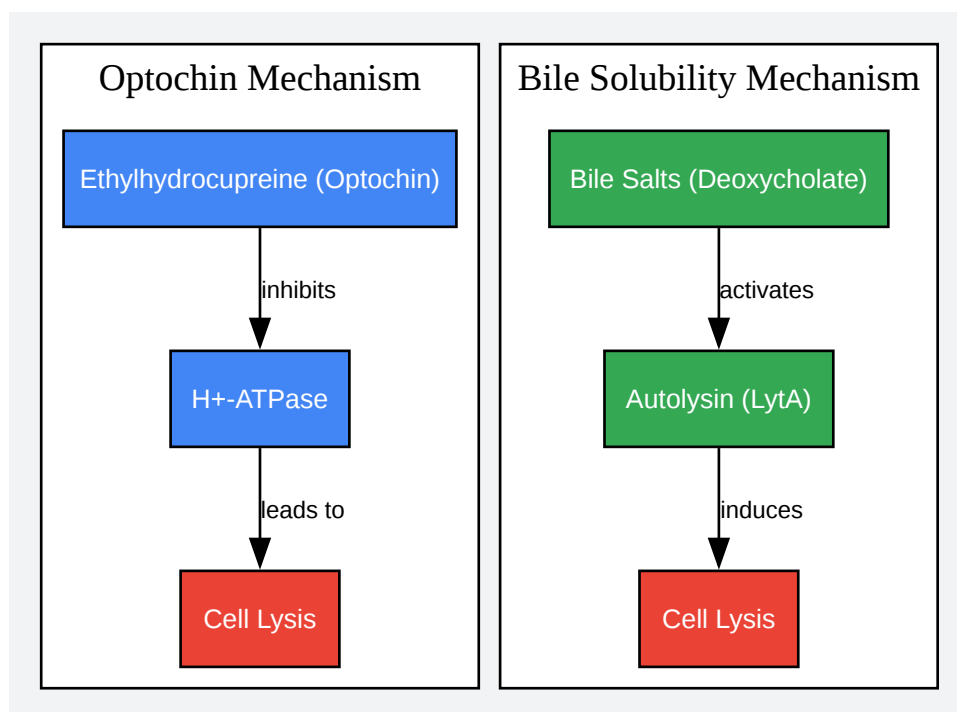 Optochin Mechanism
Ethylhydrocupreine (Optochin)
inhibits
H+-ATPase
leads to
Cell Lysis
Bile Solubility Mechanism
Bile Salts (Deoxycholate)
activates
Autolysin (LytA)
induces
Cell Lysis